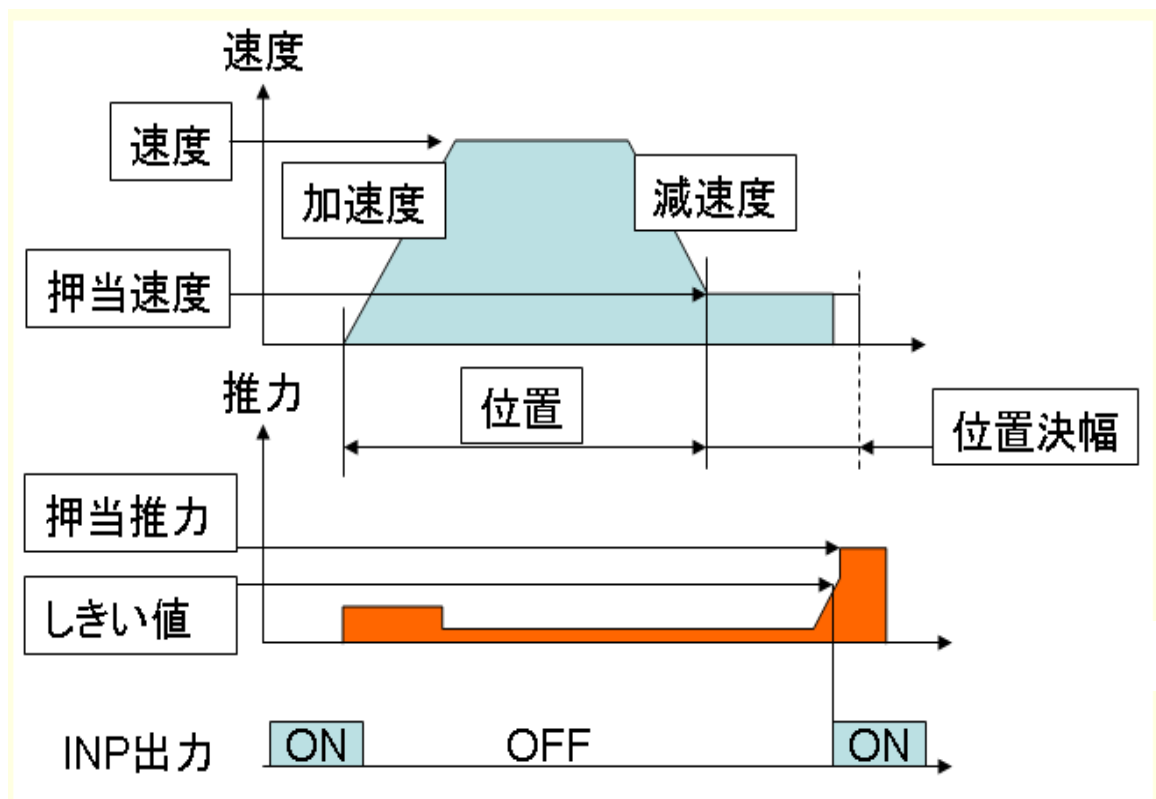 速度
速度
加速度
減速度
押当速度
推力
位置
位置決幅
押当推力
しきい値
INP出力
ON
OFF
ON